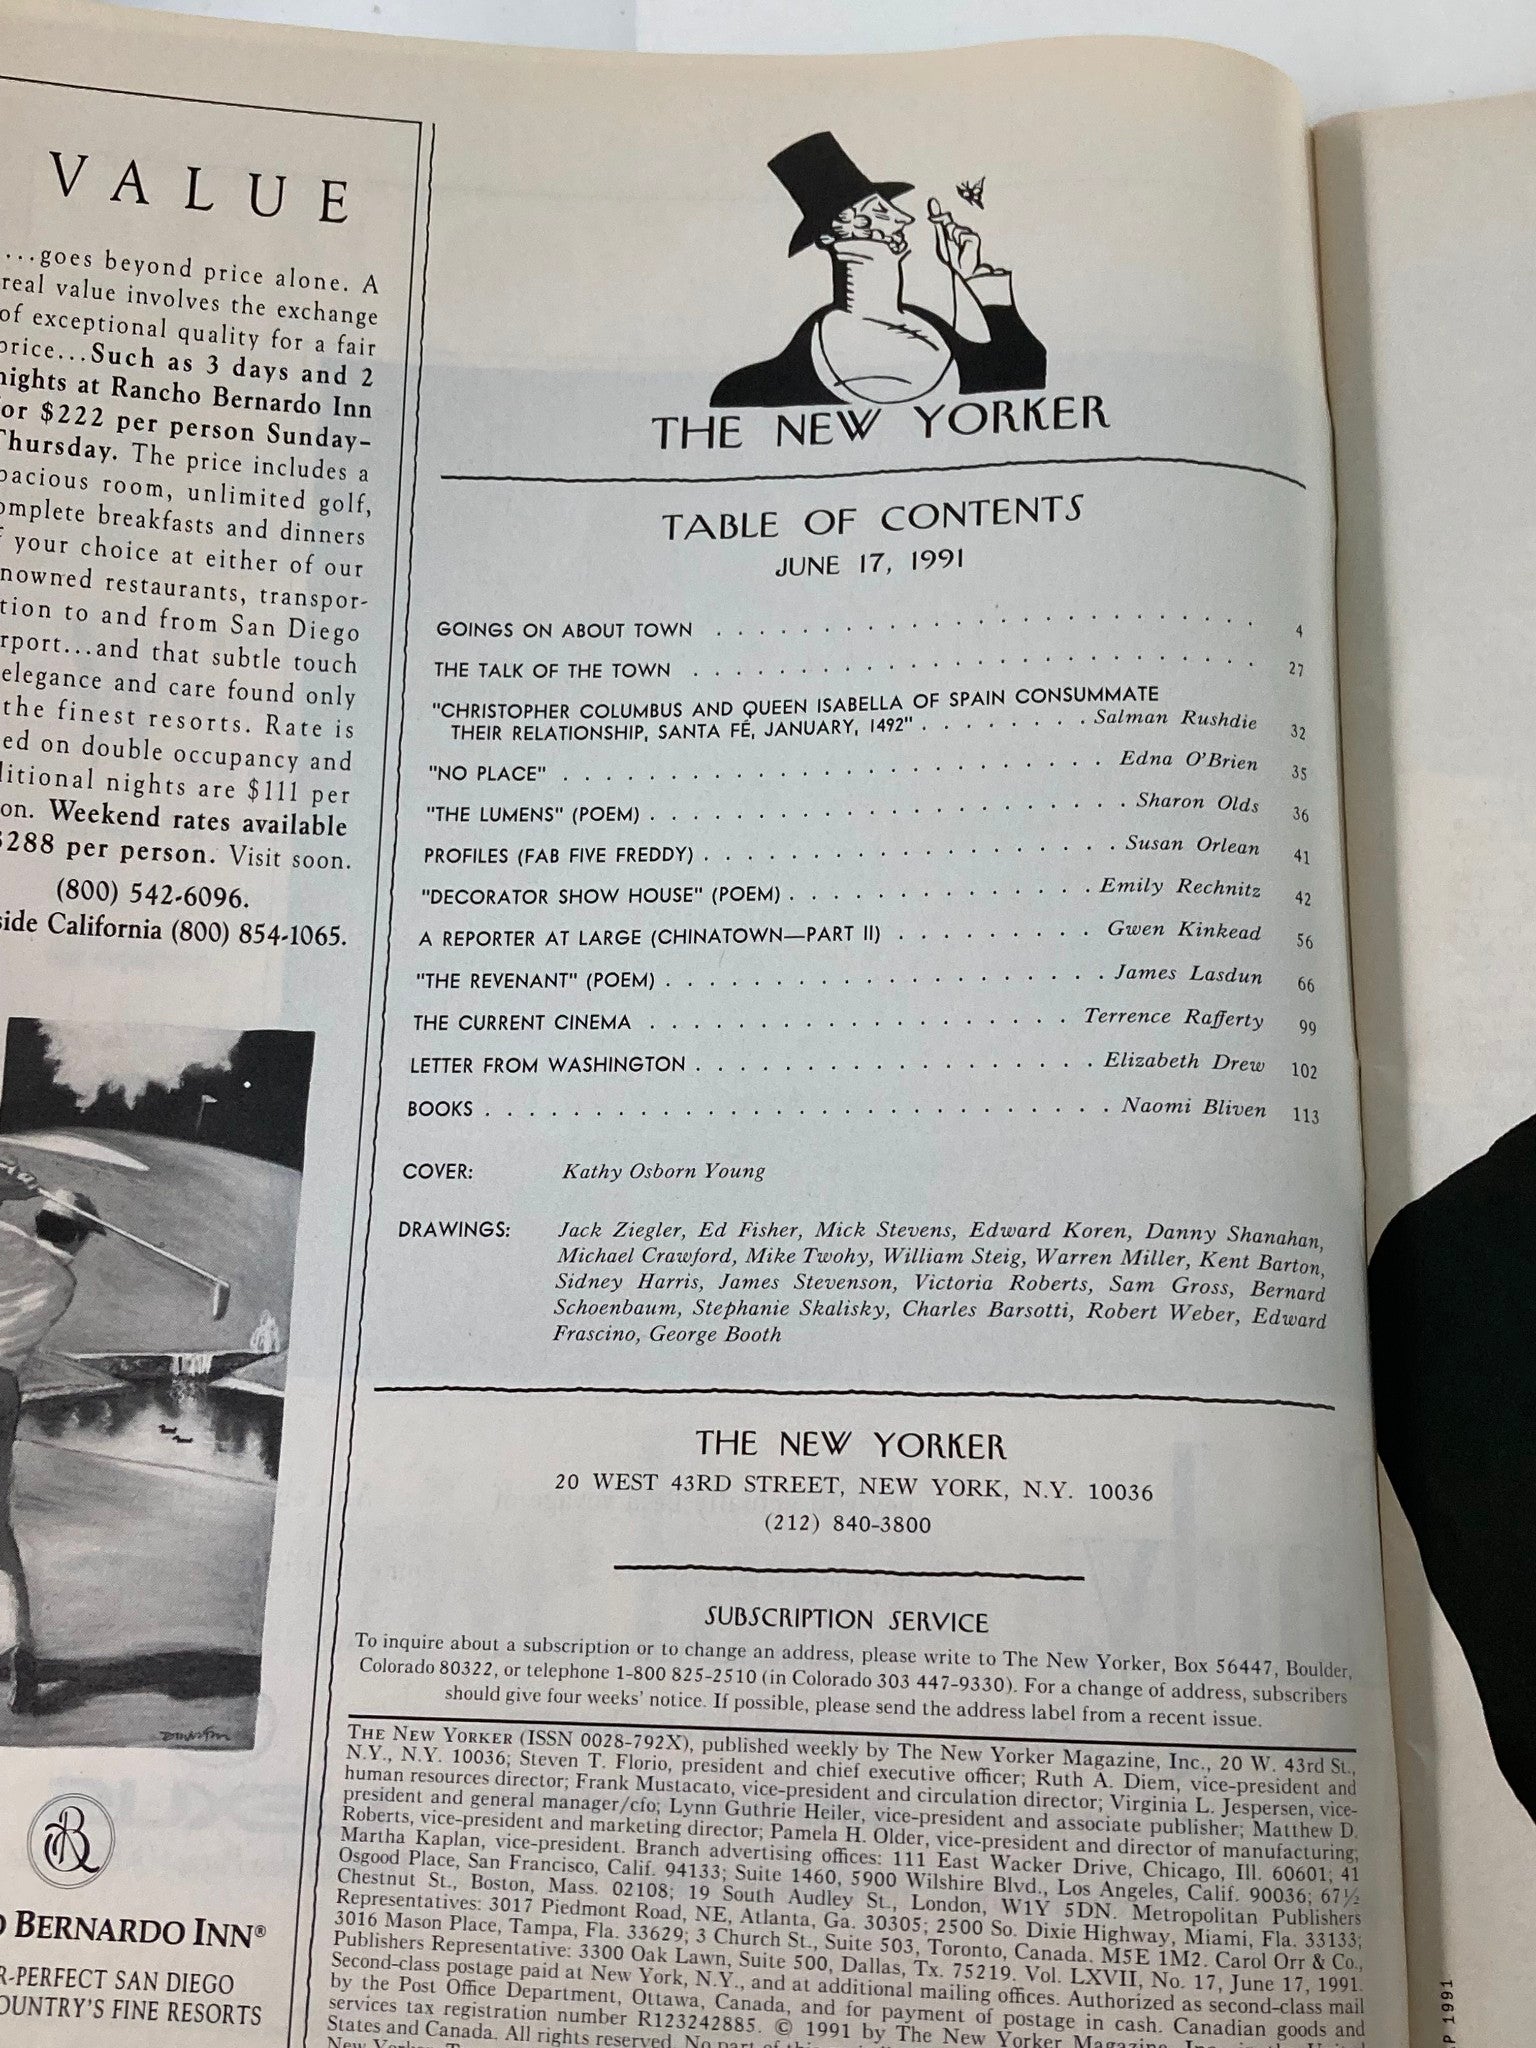 VALUE
...goes beyond price alone. A
real value involves the exchange
of exceptional quality for a fair
price...Such as 3 days and 2
nights at Rancho Bernardo Inn
for $222 per person Sunday–
Thursday. The price includes a
spacious room, unlimited golf,
complete breakfasts and dinners
of your choice at either of our
nowned restaurants, transpor-
tion to and from San Diego
rport...and that subtle touch
elegance and care found only
the finest resorts. Rate is
ed on double occupancy and
ditional nights are $111 per
on. Weekend rates available
$288 per person. Visit soon.
(800) 542-6096.
side California (800) 854-1065.
BERNARDO INN®
R-PERFECT SAN DIEGO
OUNTRY'S FINE RESORTS
THE NEW YORKER
TABLE OF CONTENTS
JUNE 17, 1991
GOINGS ON ABOUT TOWN . . . . . . . . . . 4
THE TALK OF THE TOWN . . . . . . . . . . 27
"CHRISTOPHER COLUMBUS AND QUEEN ISABELLA OF SPAIN CONSUMMATE
THEIR RELATIONSHIP, SANTA FÉ, JANUARY, 1492" . . . . . . . . Salman Rushdie 32
"NO PLACE" . . . . . . . . . . Edna O'Brien 35
"THE LUMENS" (POEM) . . . . . . . . . . Sharon Olds 36
PROFILES (FAB FIVE FREDDY) . . . . . . . . . . Susan Orlean 41
"DECORATOR SHOW HOUSE" (POEM) . . . . . . . . . . Emily Rechnitz 42
A REPORTER AT LARGE (CHINATOWN—PART II) . . . . . . . . . Gwen Kinkead 56
"THE REVENANT" (POEM) . . . . . . . . . . James Lasdun 66
THE CURRENT CINEMA . . . . . . . . . . Terrence Rafferty 99
LETTER FROM WASHINGTON . . . . . . . . . . Elizabeth Drew 102
BOOKS . . . . . . . . . . Naomi Bliven 113
COVER: Kathy Osborn Young
DRAWINGS: Jack Ziegler, Ed Fisher, Mick Stevens, Edward Koren, Danny Shanahan,
Michael Crawford, Mike Twohy, William Steig, Warren Miller, Kent Barton,
Sidney Harris, James Stevenson, Victoria Roberts, Sam Gross, Bernard
Schoenbaum, Stephanie Skalisky, Charles Barsotti, Robert Weber, Edward
Frascino, George Booth
THE NEW YORKER
20 WEST 43RD STREET, NEW YORK, N.Y. 10036
(212) 840-3800
SUBSCRIPTION SERVICE
To inquire about a subscription or to change an address, please write to The New Yorker, Box 56447, Boulder,
Colorado 80322, or telephone 1-800 825-2510 (in Colorado 303 447-9330). For a change of address, subscribers
should give four weeks' notice. If possible, please send the address label from a recent issue.
THE NEW YORKER (ISSN 0028-792X), published weekly by The New Yorker Magazine, Inc., 20 W. 43rd St.,
N.Y., N.Y. 10036; Steven T. Florio, president and chief executive officer; Ruth A. Diem, vice-president and
human resources director; Frank Mustacato, vice-president and circulation director; Virginia L. Jespersen, vice-
president and general manager/cfo; Lynn Guthrie Heiler, vice-president and associate publisher; Matthew D.
Roberts, vice-president and marketing director; Pamela H. Older, vice-president and director of manufacturing;
Martha Kaplan, vice-president. Branch advertising offices: 111 East Wacker Drive, Chicago, Ill. 60601; 41
Osgood Place, San Francisco, Calif. 94133; Suite 1460, 5900 Wilshire Blvd., Los Angeles, Calif. 90036; 67½
Chestnut St., Boston, Mass. 02108; 19 South Audley St., London, W1Y 5DN. Metropolitan Publishers
Representatives: 3017 Piedmont Road, NE, Atlanta, Ga. 30305; 2500 So. Dixie Highway, Miami, Fla. 33133;
3016 Mason Place, Tampa, Fla. 33629; 3 Church St., Suite 503, Toronto, Canada. M5E 1M2. Carol Orr & Co.,
Publishers Representative: 3300 Oak Lawn, Suite 500, Dallas, Tx. 75219. Vol. LXVII, No. 17, June 17, 1991.
Second-class postage paid at New York, N.Y., and at additional mailing offices. Authorized as second-class mail
by the Post Office Department, Ottawa, Canada, and for payment of postage in cash. Canadian goods and
services tax registration number R123242885. © 1991 by The New Yorker Magazine, Inc., in the United
States and Canada. All rights reserved. No part of this
New Yorker
P 1991